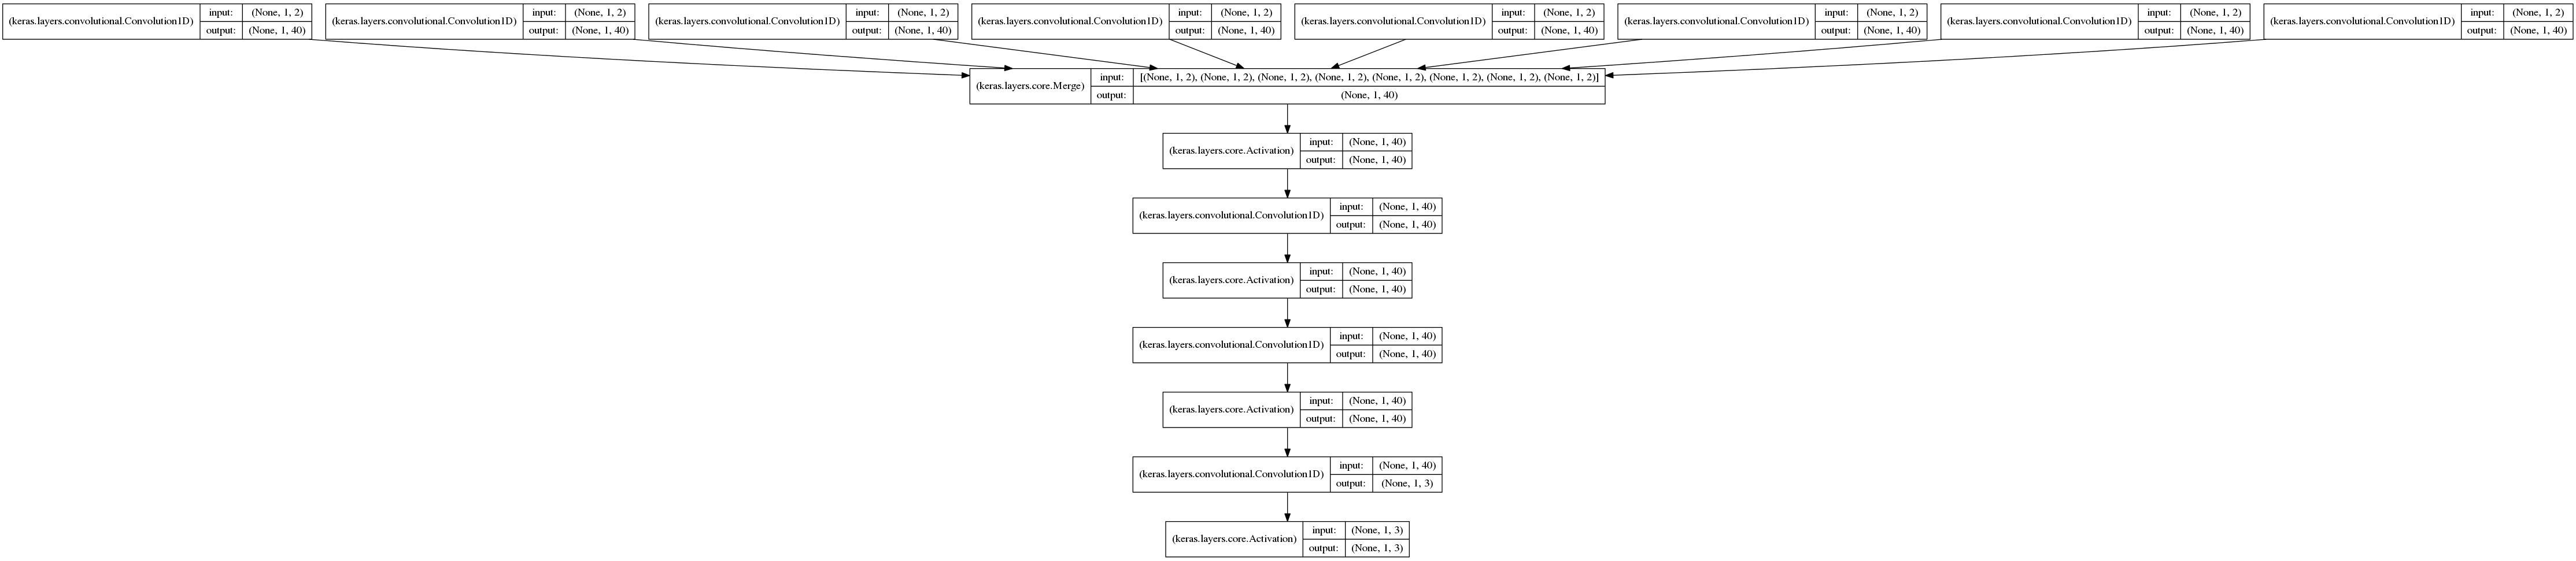 (keras.layers.convolutional.Convolution1D) input: (None, 1, 2) output: (None, 1, 40)
(keras.layers.convolutional.Convolution1D) input: (None, 1, 2) output: (None, 1, 40)
(keras.layers.convolutional.Convolution1D) input: (None, 1, 2) output: (None, 1, 40)
(keras.layers.convolutional.Convolution1D) input: (None, 1, 2) output: (None, 1, 40)
(keras.layers.convolutional.Convolution1D) input: (None, 1, 2) output: (None, 1, 40)
(keras.layers.convolutional.Convolution1D) input: (None, 1, 2) output: (None, 1, 40)
(keras.layers.convolutional.Convolution1D) input: (None, 1, 2) output: (None, 1, 40)
(keras.layers.convolutional.Convolution1D) input: (None, 1, 2) output: (None, 1, 40)
(keras.layers.core.Merge) input: [(None, 1, 2), (None, 1, 2), (None, 1, 2), (None, 1, 2), (None, 1, 2), (None, 1, 2), (None, 1, 2), (None, 1, 2)] output: (None, 1, 40)
(keras.layers.core.Activation) input: (None, 1, 40) output: (None, 1, 40)
(keras.layers.convolutional.Convolution1D) input: (None, 1, 40) output: (None, 1, 40)
(keras.layers.core.Activation) input: (None, 1, 40) output: (None, 1, 40)
(keras.layers.convolutional.Convolution1D) input: (None, 1, 40) output: (None, 1, 40)
(keras.layers.core.Activation) input: (None, 1, 40) output: (None, 1, 40)
(keras.layers.convolutional.Convolution1D) input: (None, 1, 40) output: (None, 1, 3)
(keras.layers.core.Activation) input: (None, 1, 3) output: (None, 1, 3)